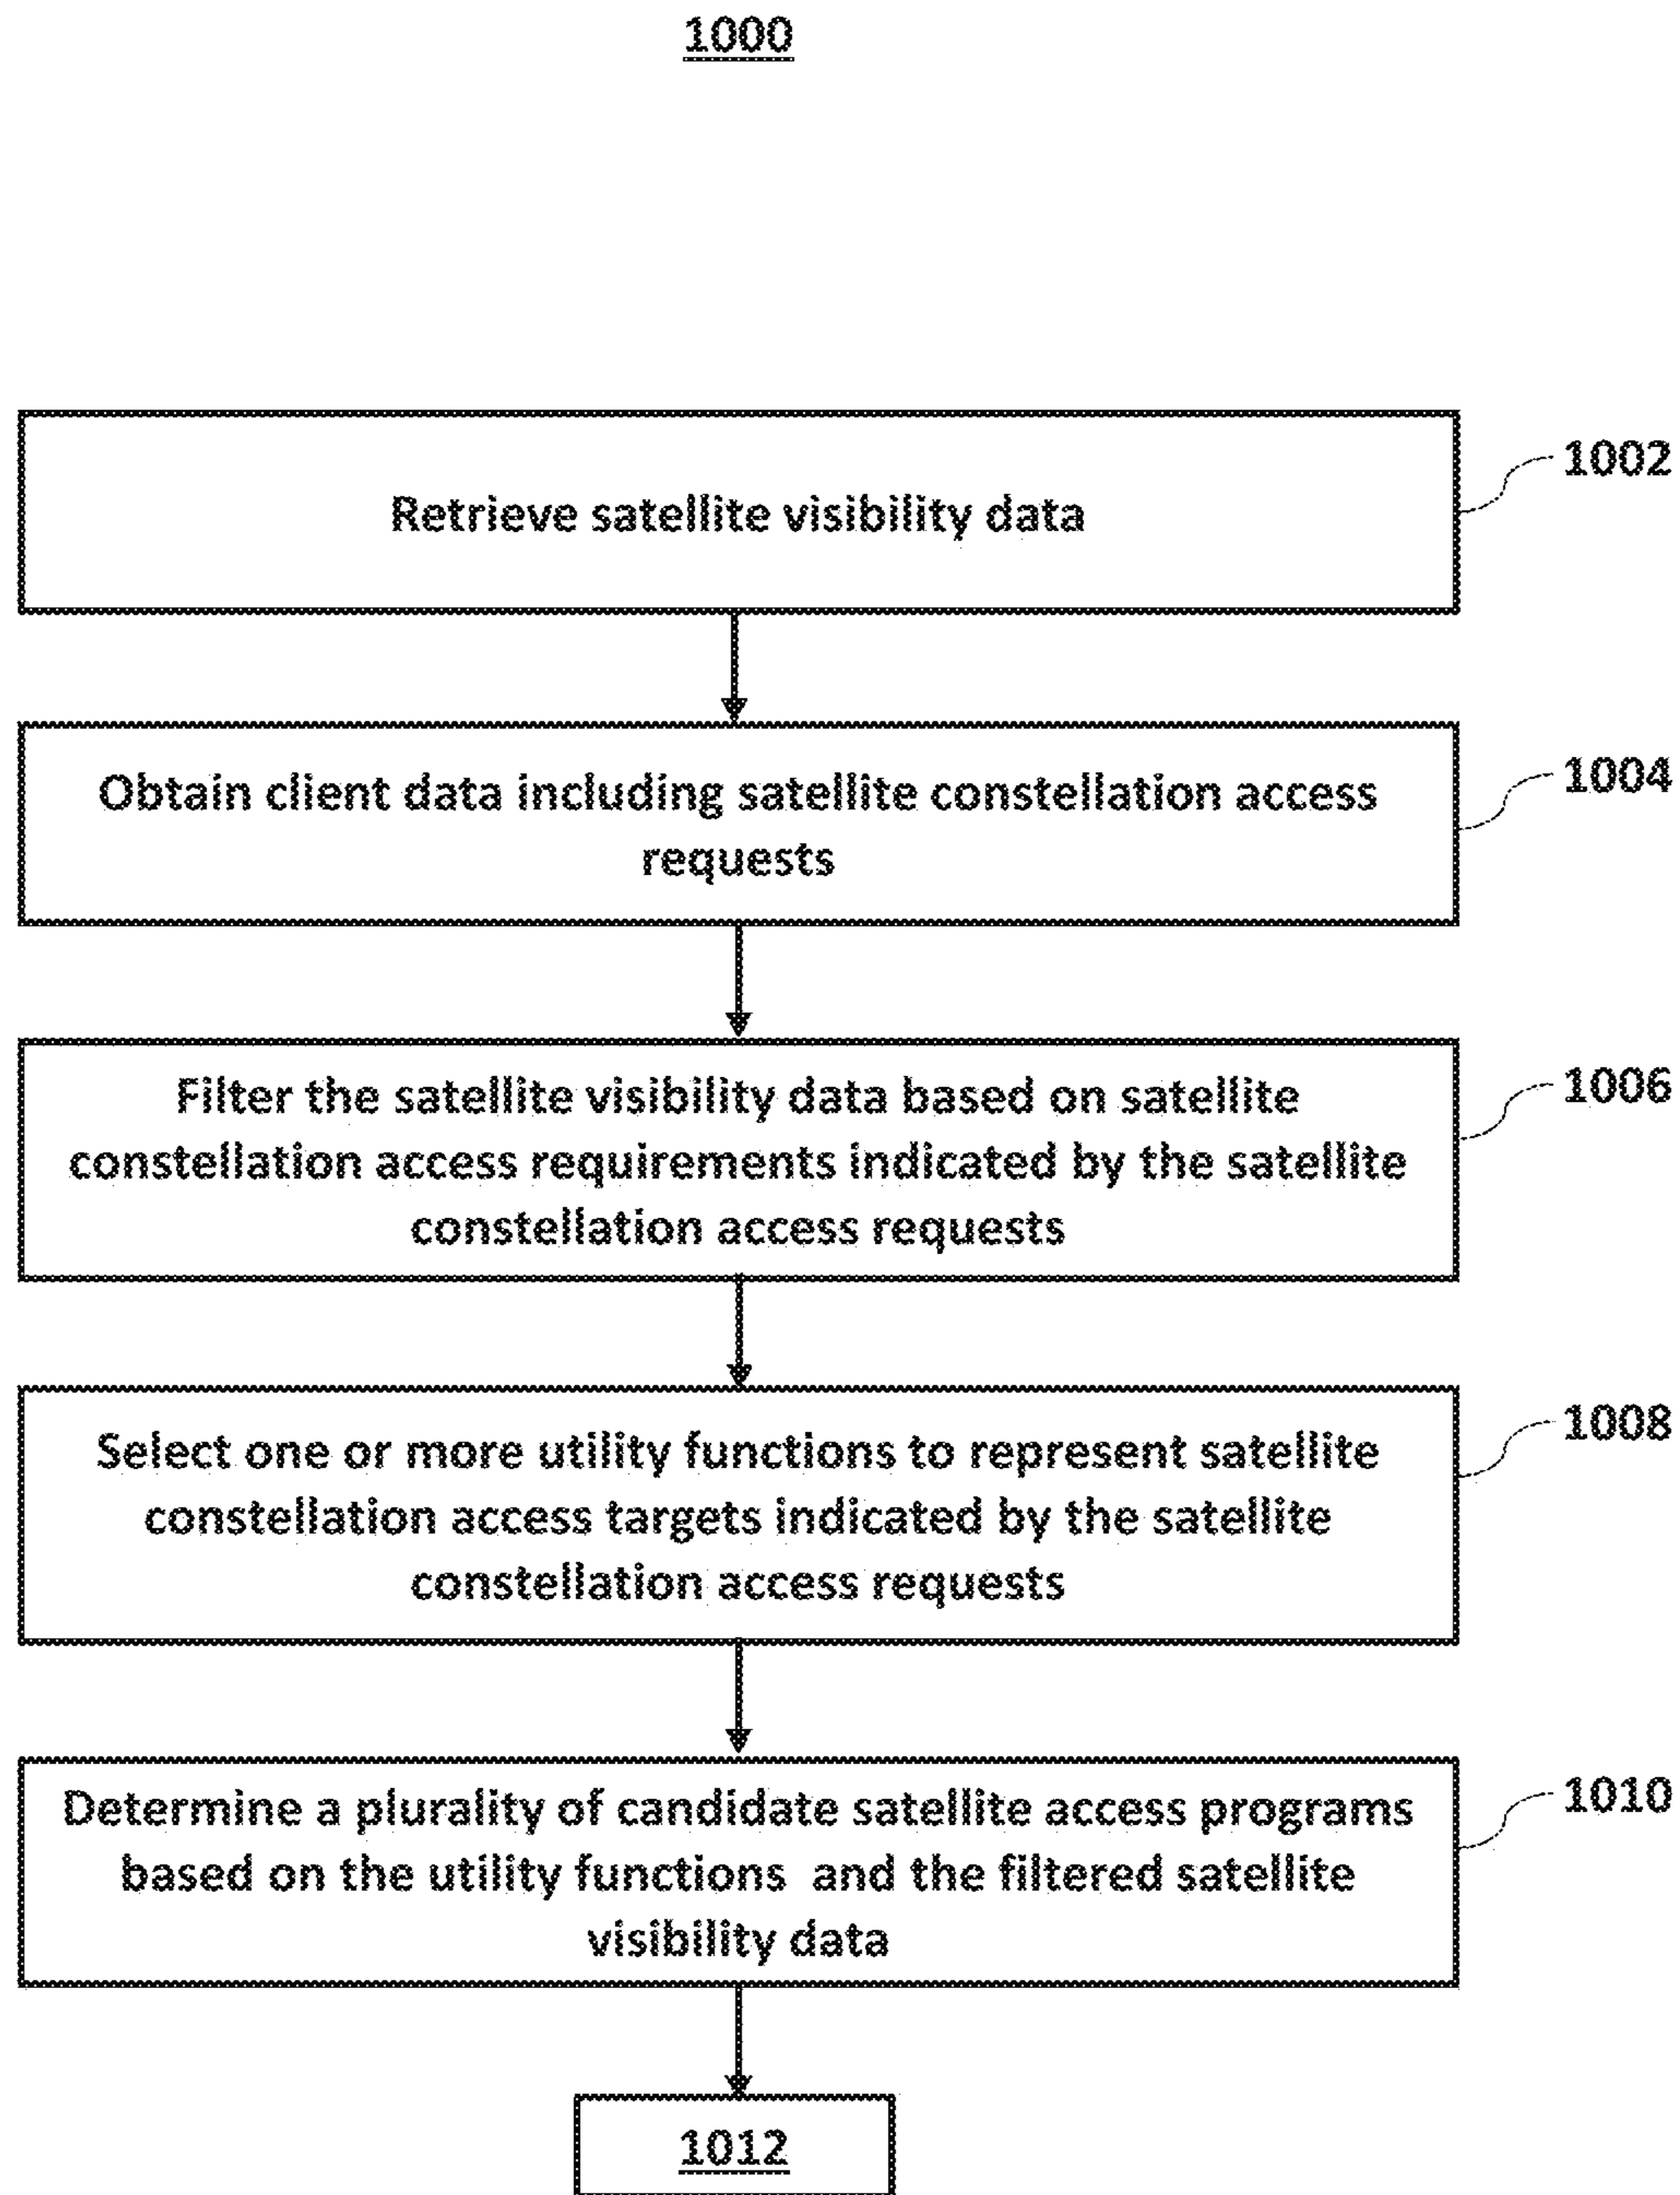 1000
Retrieve satellite visibility data
1002
Obtain client data including satellite constellation access
requests
1004
Filter the satellite visibility data based on satellite
constellation access requirements indicated by the satellite
constellation access requests
1006
Select one or more utility functions to represent satellite
constellation access targets indicated by the satellite
constellation access requests
1008
Determine a plurality of candidate satellite access programs
based on the utility functions and the filtered satellite
visibility data
1010
1012